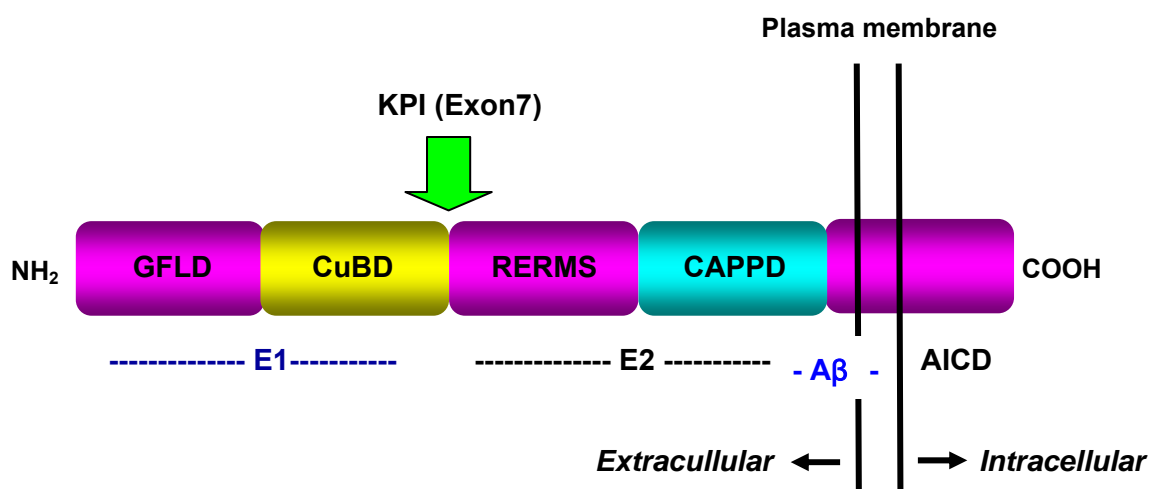 Plasma membrane
KPI (Exon7)
NH₂ GFLD CuBD RERMS CAPPD COOH
-------------- E1----------- ------------- E2 ----------- - Aβ - AICD
Extracullular Intracellular